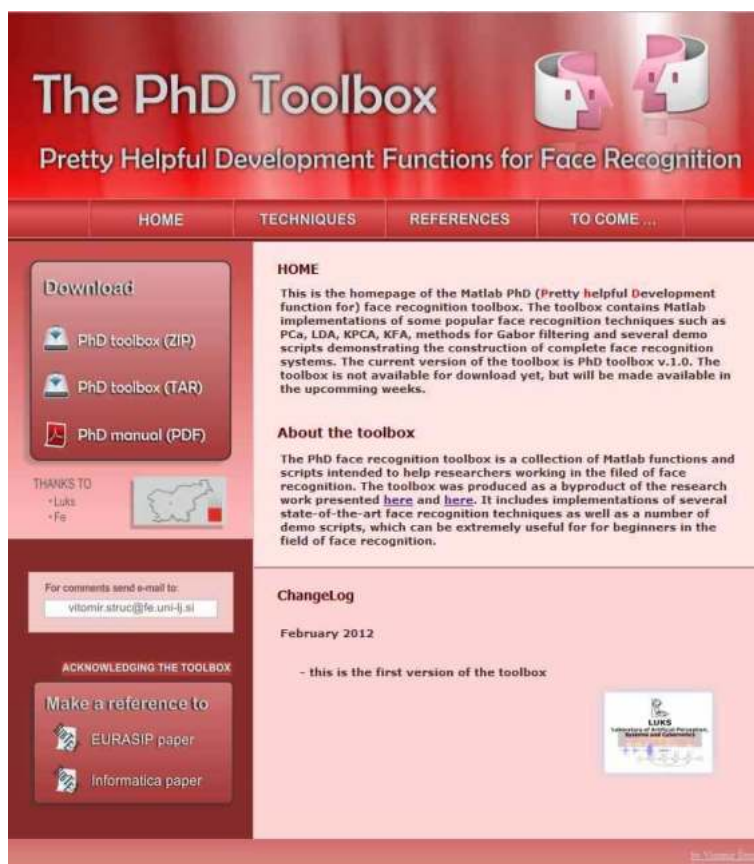 The PhD Toolbox
Pretty Helpful Development Functions for Face Recognition
HOME TECHNIQUES REFERENCES TO COME ...
Download
PhD toolbox (ZIP)
PhD toolbox (TAR)
PhD manual (PDF)
THANKS TO
• Luks
• Fe
For comments send e-mail to:
vitomir.struc@fe.uni-lj.si
ACKNOWLEDGING THE TOOLBOX
Make a reference to
EURASIP paper
Informatica paper
HOME
This is the homepage of the Matlab PhD (Pretty helpful Development
function for) face recognition toolbox. The toolbox contains Matlab
implementations of some popular face recognition techniques such as
PCa, LDA, KPCA, KFA, methods for Gabor filtering and several demo
scripts demonstrating the construction of complete face recognition
systems. The current version of the toolbox is PhD toolbox v.1.0. The
toolbox is not available for download yet, but will be made available in
the upcomming weeks.
About the toolbox
The PhD face recognition toolbox is a collection of Matlab functions and
scripts intended to help researchers working in the filed of face
recognition. The toolbox was produced as a byproduct of the research
work presented here and here. It includes implementations of several
state-of-the-art face recognition techniques as well as a number of
demo scripts, which can be extremely useful for for beginners in the
field of face recognition.
ChangeLog
February 2012
- this is the first version of the toolbox
LUKS
Laboratory of Artificial Perception,
Systems and Cybernetics